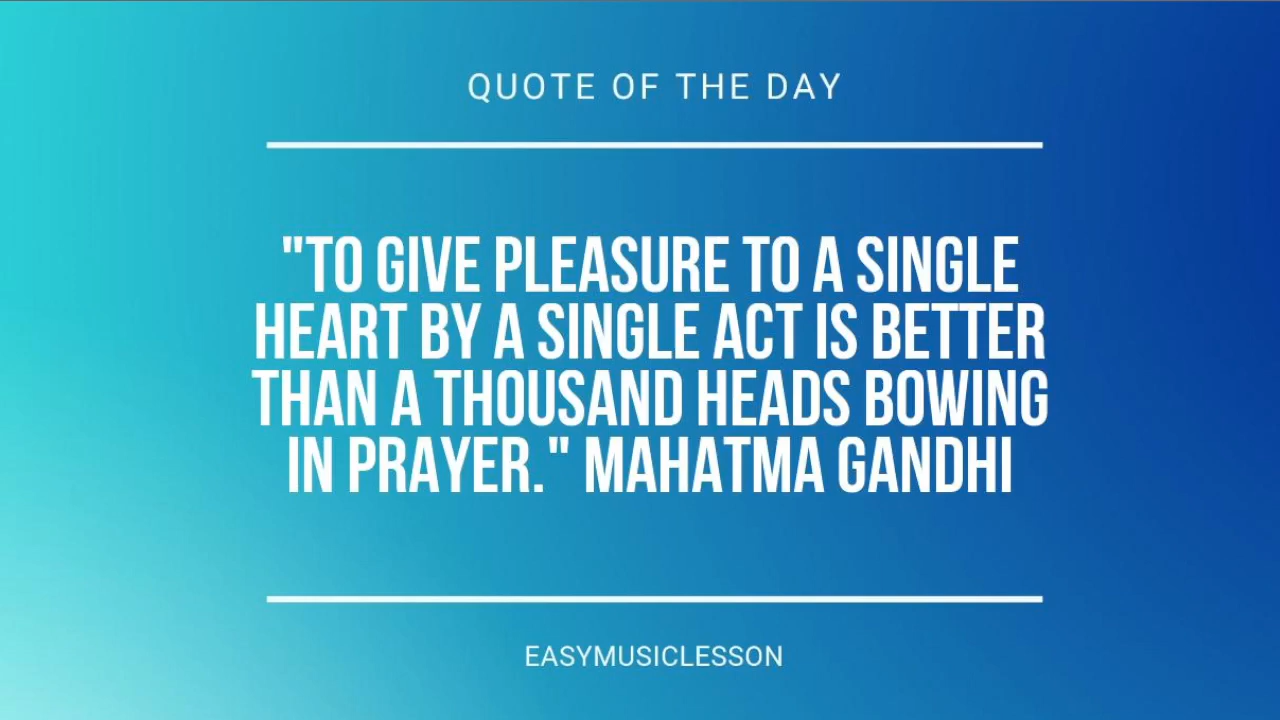 QUOTE OF THE DAY
"TO GIVE PLEASURE TO A SINGLE
HEART BY A SINGLE ACT IS BETTER
THAN A THOUSAND HEADS BOWING
IN PRAYER." MAHATMA GANDHI
EASYMUSICLESSON